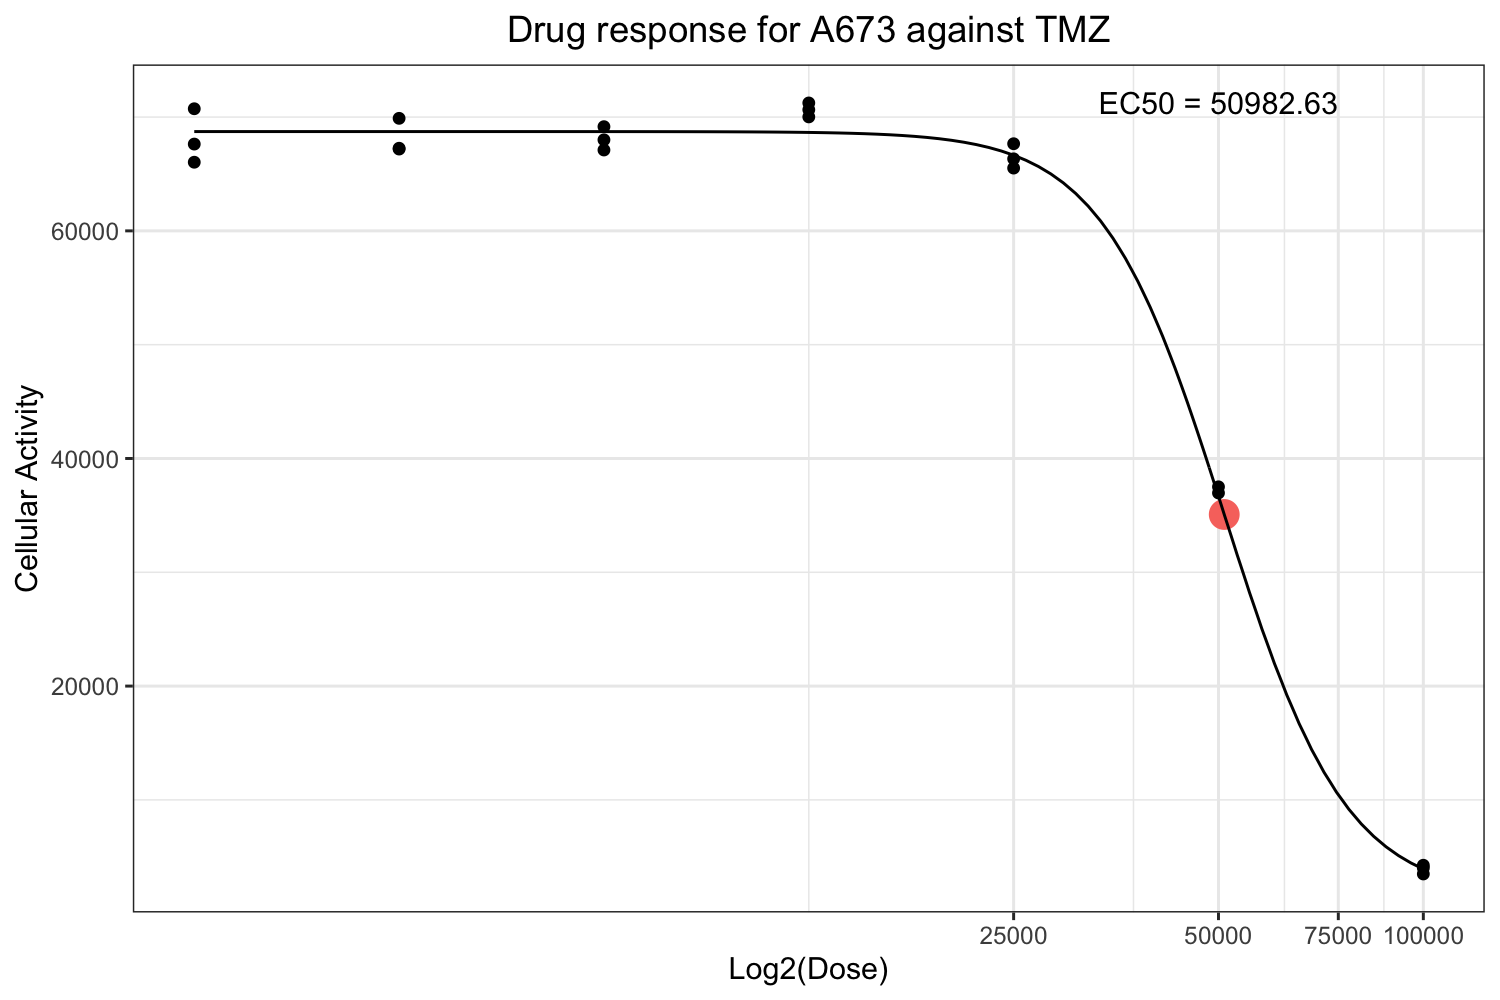 Drug response for A673 against TMZ
EC50 = 50982.63
60000
40000
20000
Cellular Activity
25000 50000 75000 100000
Log2(Dose)